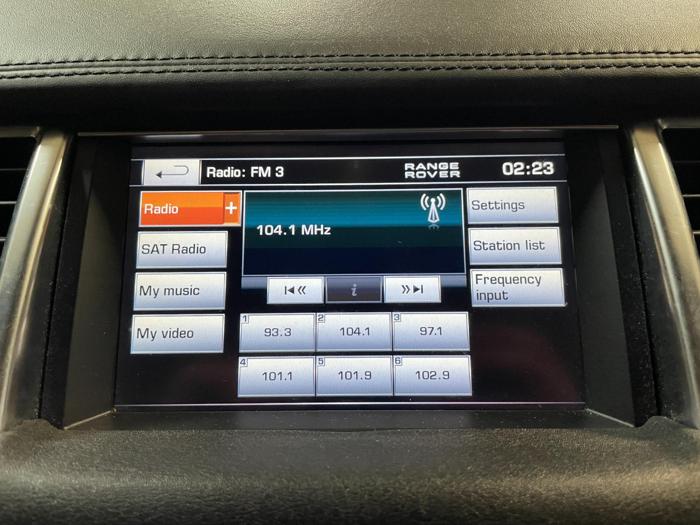 Radio: FM 3
RANGE
ROVER
02:23
Radio +
104.1 MHz
Settings
SAT Radio
Station list
My music
i
Frequency
input
My video
1 93.3
2 104.1
3 97.1
4 101.1
5 101.9
6 102.9